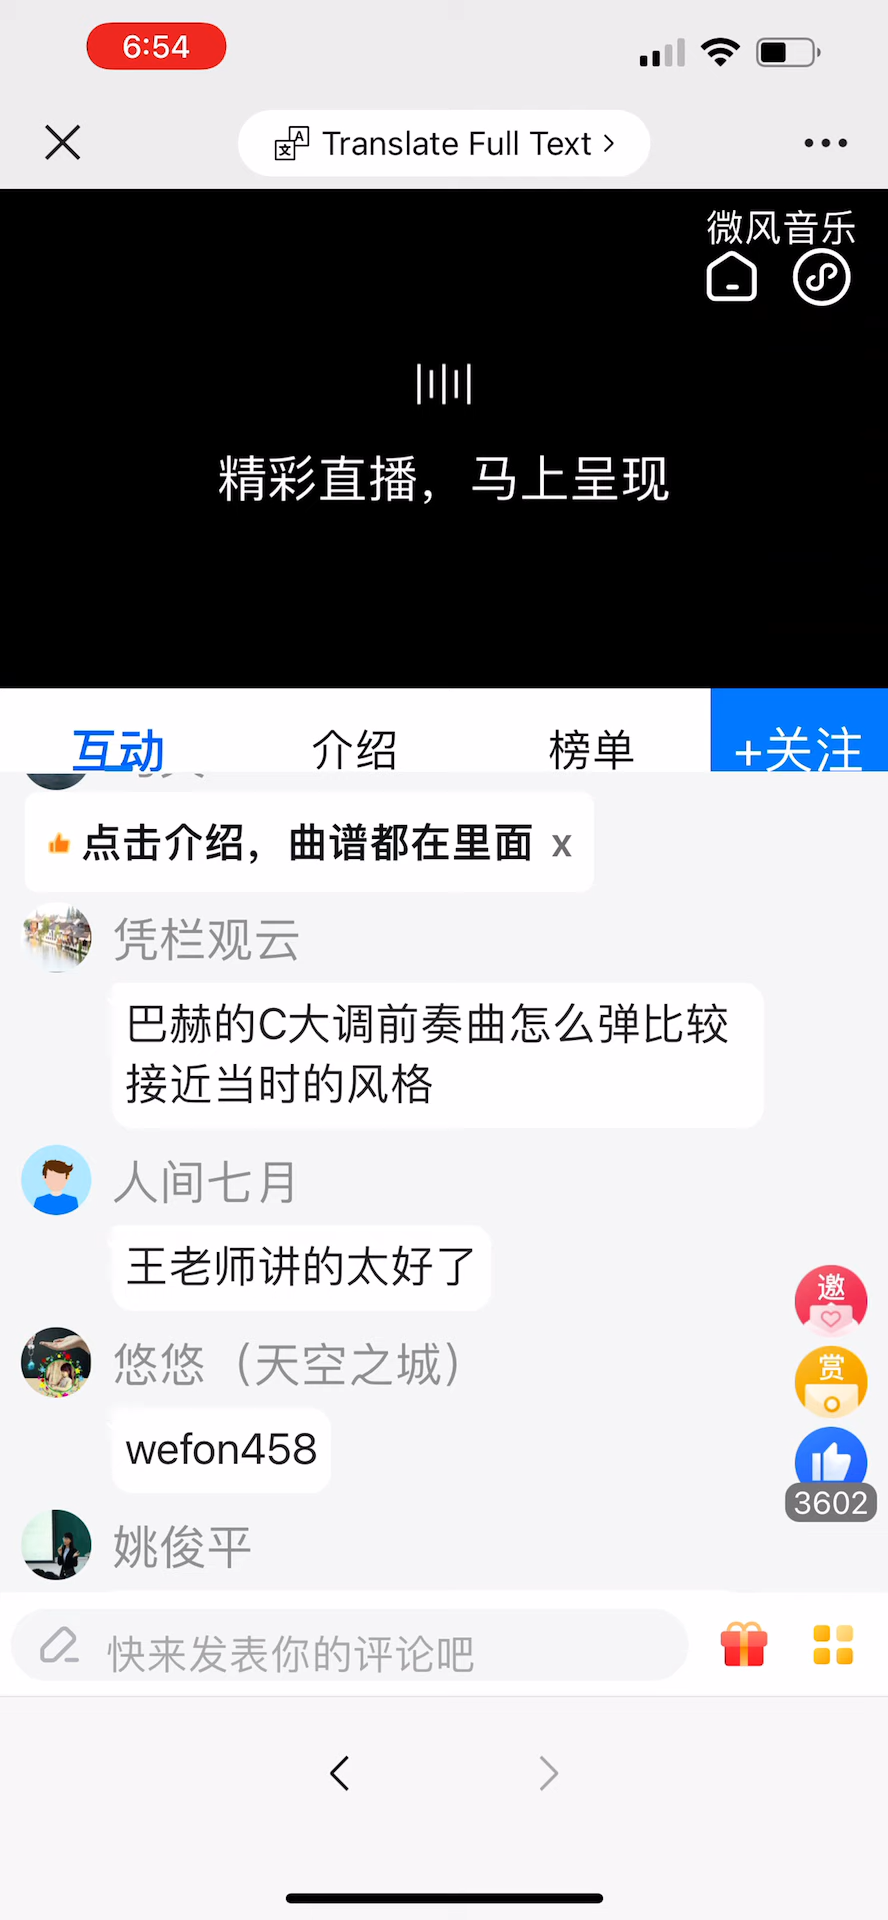 6:54
Translate Full Text
微风音乐
精彩直播，马上呈现
互动 介绍 榜单 +关注
点击介绍，曲谱都在里面 x
凭栏观云
巴赫的C大调前奏曲怎么弹比较
接近当时的风格
人间七月
王老师讲的太好了
悠悠（天空之城）
wefon458
邀
赏
3602
姚俊平
快来发表你的评论吧